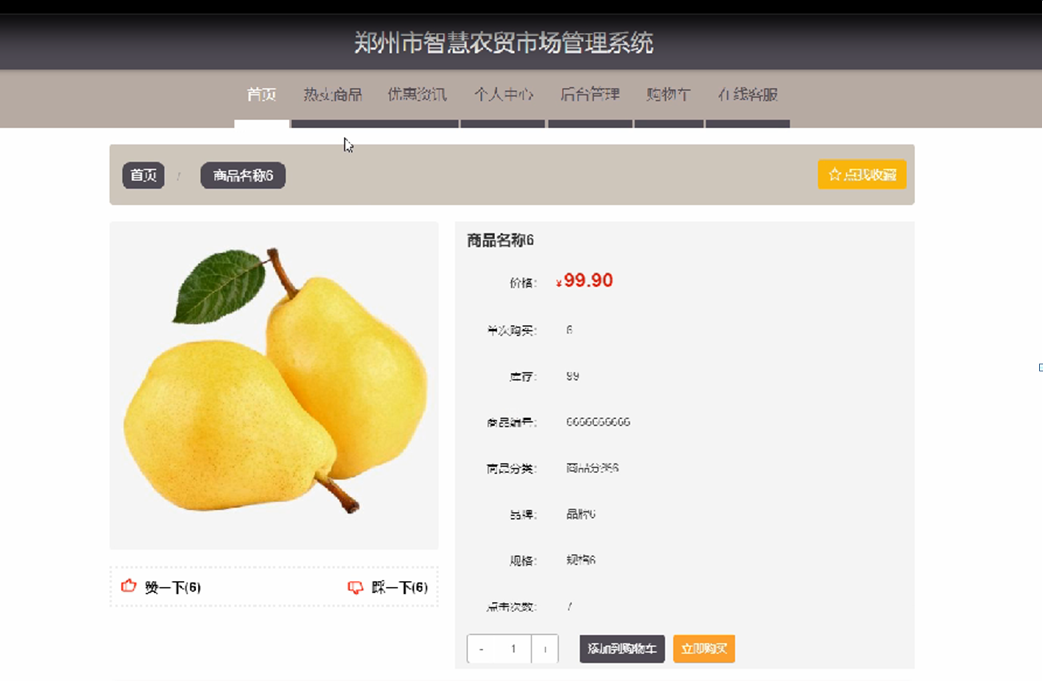 郑州市智慧农贸市场管理系统
首页 热卖商品 优惠资讯 个人中心 后台管理 购物车 在线客服
首页 / 商品名称6
☆点我收藏
商品名称6
价格： ¥99.90
单次购买： 6
库存： 99
商品编号： 6666666666
商品分类： 商品分类6
品牌： 品牌6
规格： 规格6
点击次数： 7
赞一下(6) 踩一下(6)
- 1 + 添加到购物车 立即购买